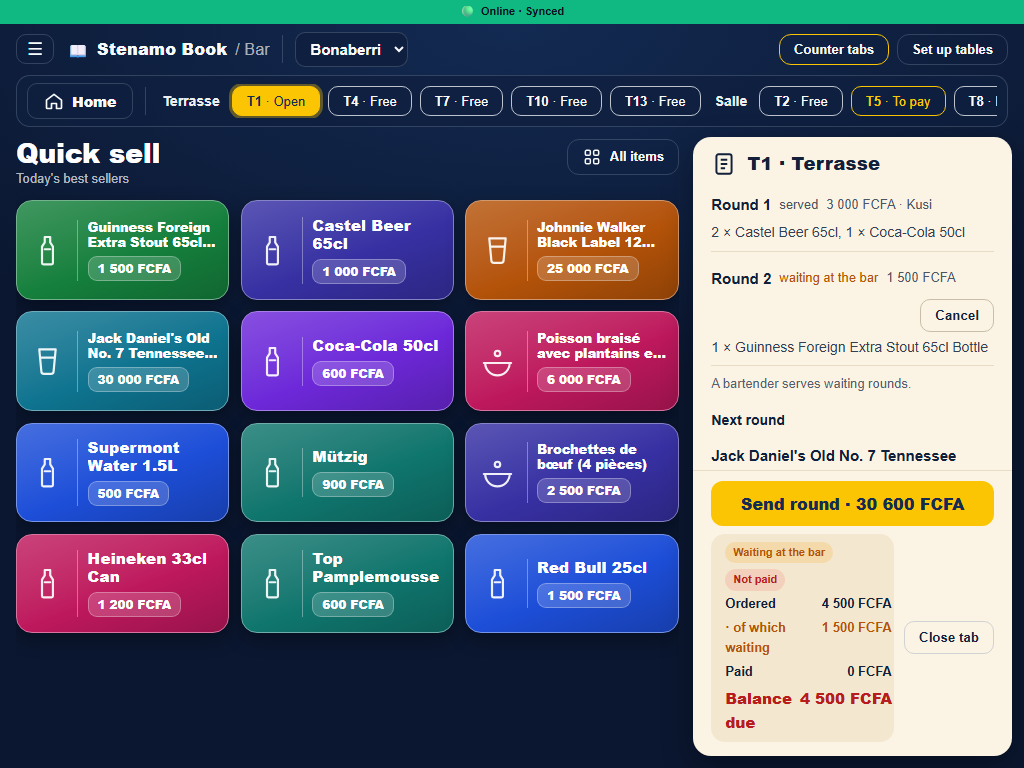 Online · Synced
Stenamo Book / Bar
Bonaberri
Counter tabs
Set up tables
Home
Terrasse
T1 · Open
T4 · Free
T7 · Free
T10 · Free
T13 · Free
Salle
T2 · Free
T5 · To pay
T8 ·
Quick sell
Today's best sellers
All items
Guinness Foreign
Extra Stout 65cl...
1 500 FCFA
Castel Beer
65cl
1 000 FCFA
Johnnie Walker
Black Label 12...
25 000 FCFA
Jack Daniel's Old
No. 7 Tennessee...
30 000 FCFA
Coca-Cola 50cl
600 FCFA
Poisson braisé
avec plantains e...
6 000 FCFA
Supermont
Water 1.5L
500 FCFA
Mützig
900 FCFA
Brochettes de
bœuf (4 pièces)
2 500 FCFA
Heineken 33cl
Can
1 200 FCFA
Top
Pamplemousse
600 FCFA
Red Bull 25cl
1 500 FCFA
T1 · Terrasse
Round 1 served 3 000 FCFA · Kusi
2 × Castel Beer 65cl, 1 × Coca-Cola 50cl
Round 2 waiting at the bar 1 500 FCFA
Cancel
1 × Guinness Foreign Extra Stout 65cl Bottle
A bartender serves waiting rounds.
Next round
Jack Daniel's Old No. 7 Tennessee
Send round · 30 600 FCFA
Waiting at the bar
Not paid
Ordered 4 500 FCFA
· of which waiting 1 500 FCFA
Paid 0 FCFA
Balance due 4 500 FCFA
Close tab